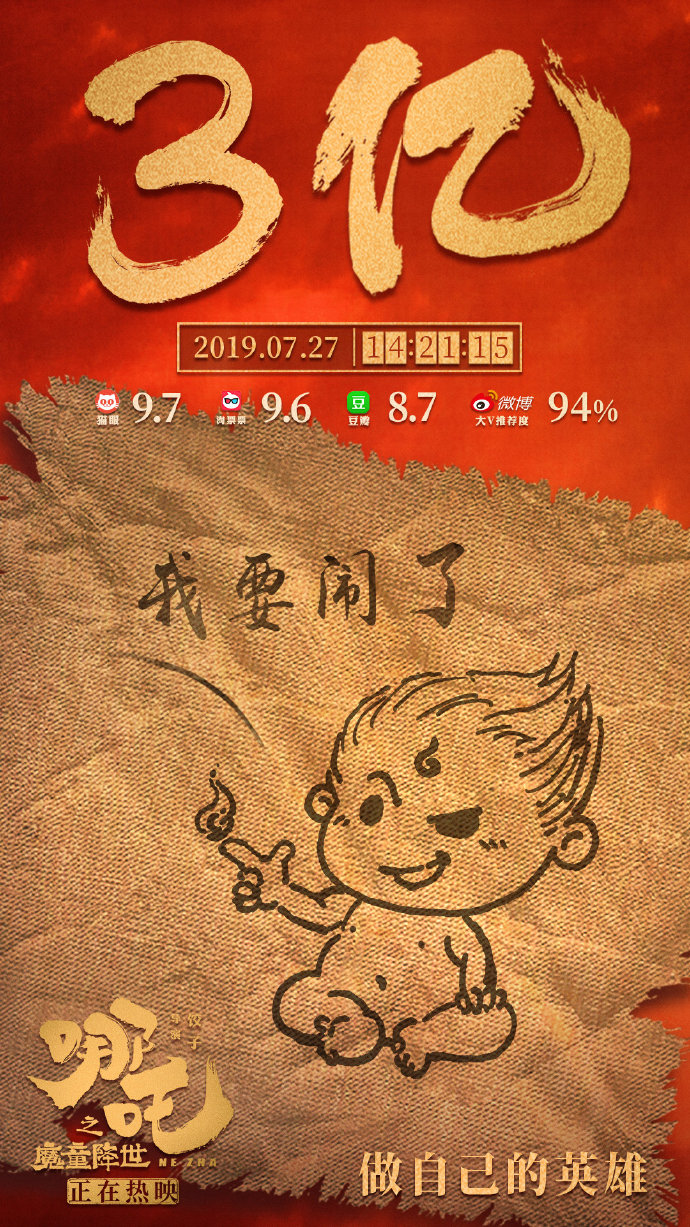 3亿
2019.07.27 14:21:15
猫眼 9.7 淘票票 9.6 豆 豆瓣 8.7 微博 大V推荐度 94%
我要闹了
导演 饺子
哪吒
之
魔童降世 NE ZHA
正在热映
做自己的英雄